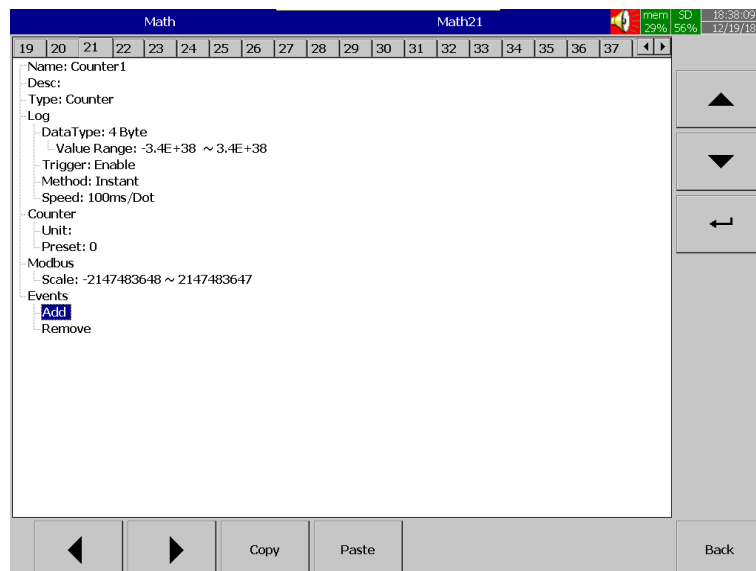 Math Math21 mem 29% SD 56% 18:38:09 12/19/18
19 20 21 22 23 24 25 26 27 28 29 30 31 32 33 34 35 36 37
Name: Counter1
Desc:
Type: Counter
Log
DataType: 4 Byte
Value Range: -3.4E+38 ~ 3.4E+38
Trigger: Enable
Method: Instant
Speed: 100ms/Dot
Counter
Unit:
Preset: 0
Modbus
Scale: -2147483648 ~ 2147483647
Events
Add
Remove
Copy Paste Back